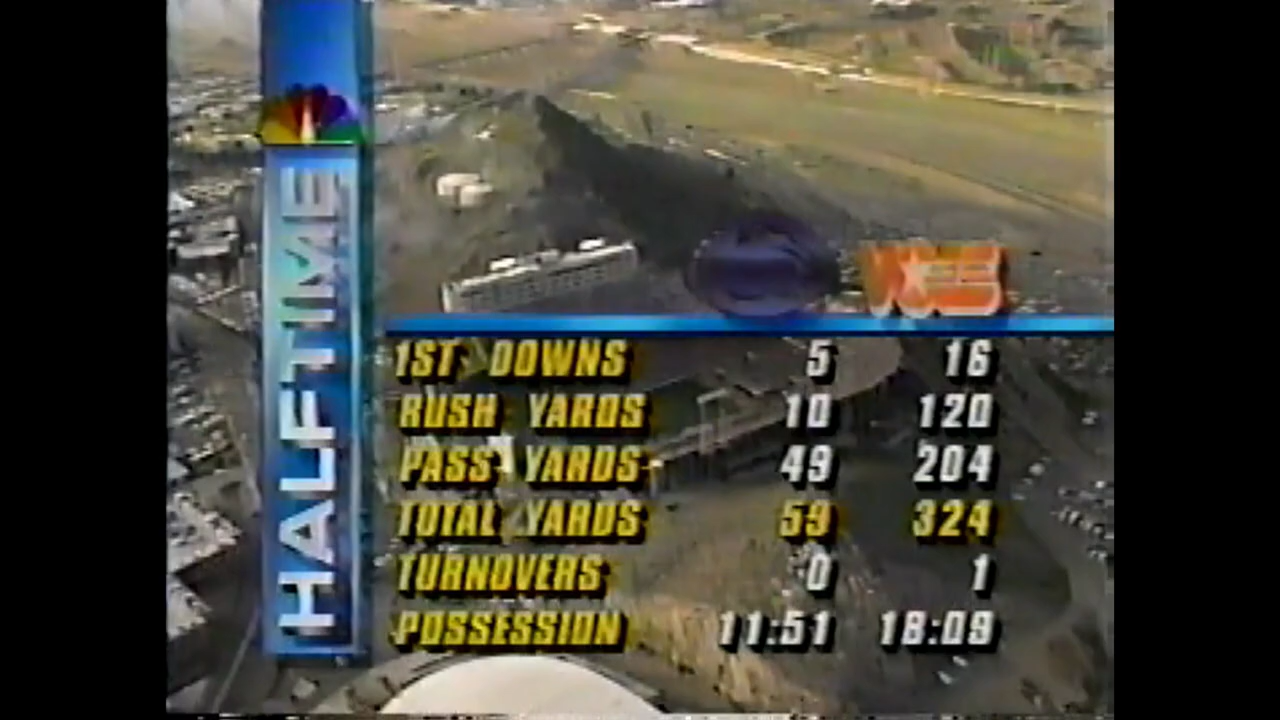 HALFTIME
1ST DOWNS 5 16
RUSH YARDS 10 120
PASS YARDS 49 204
TOTAL YARDS 59 324
TURNOVERS 0 1
POSSESSION 11:51 18:09